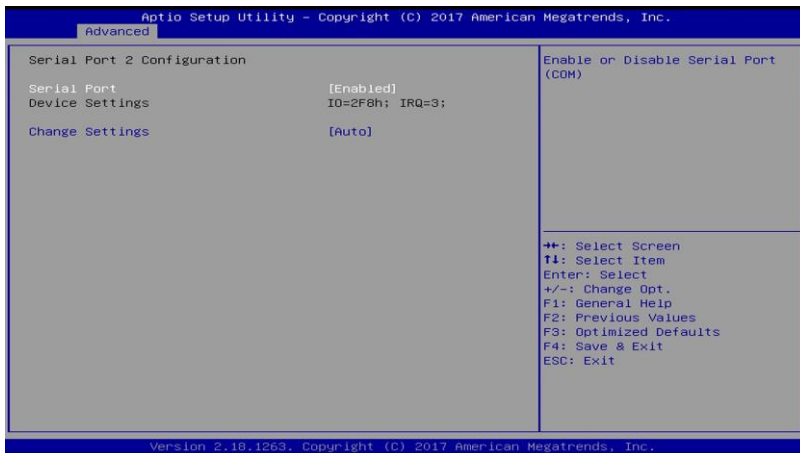 Aptio Setup Utility – Copyright (C) 2017 American Megatrends, Inc.
Advanced
Serial Port 2 Configuration
Serial Port [Enabled]
Device Settings IO=2F8h; IRQ=3;
Change Settings [Auto]
Enable or Disable Serial Port
(COM)
→←: Select Screen
↑↓: Select Item
Enter: Select
+/-: Change Opt.
F1: General Help
F2: Previous Values
F3: Optimized Defaults
F4: Save & Exit
ESC: Exit
Version 2.18.1263. Copyright (C) 2017 American Megatrends, Inc.